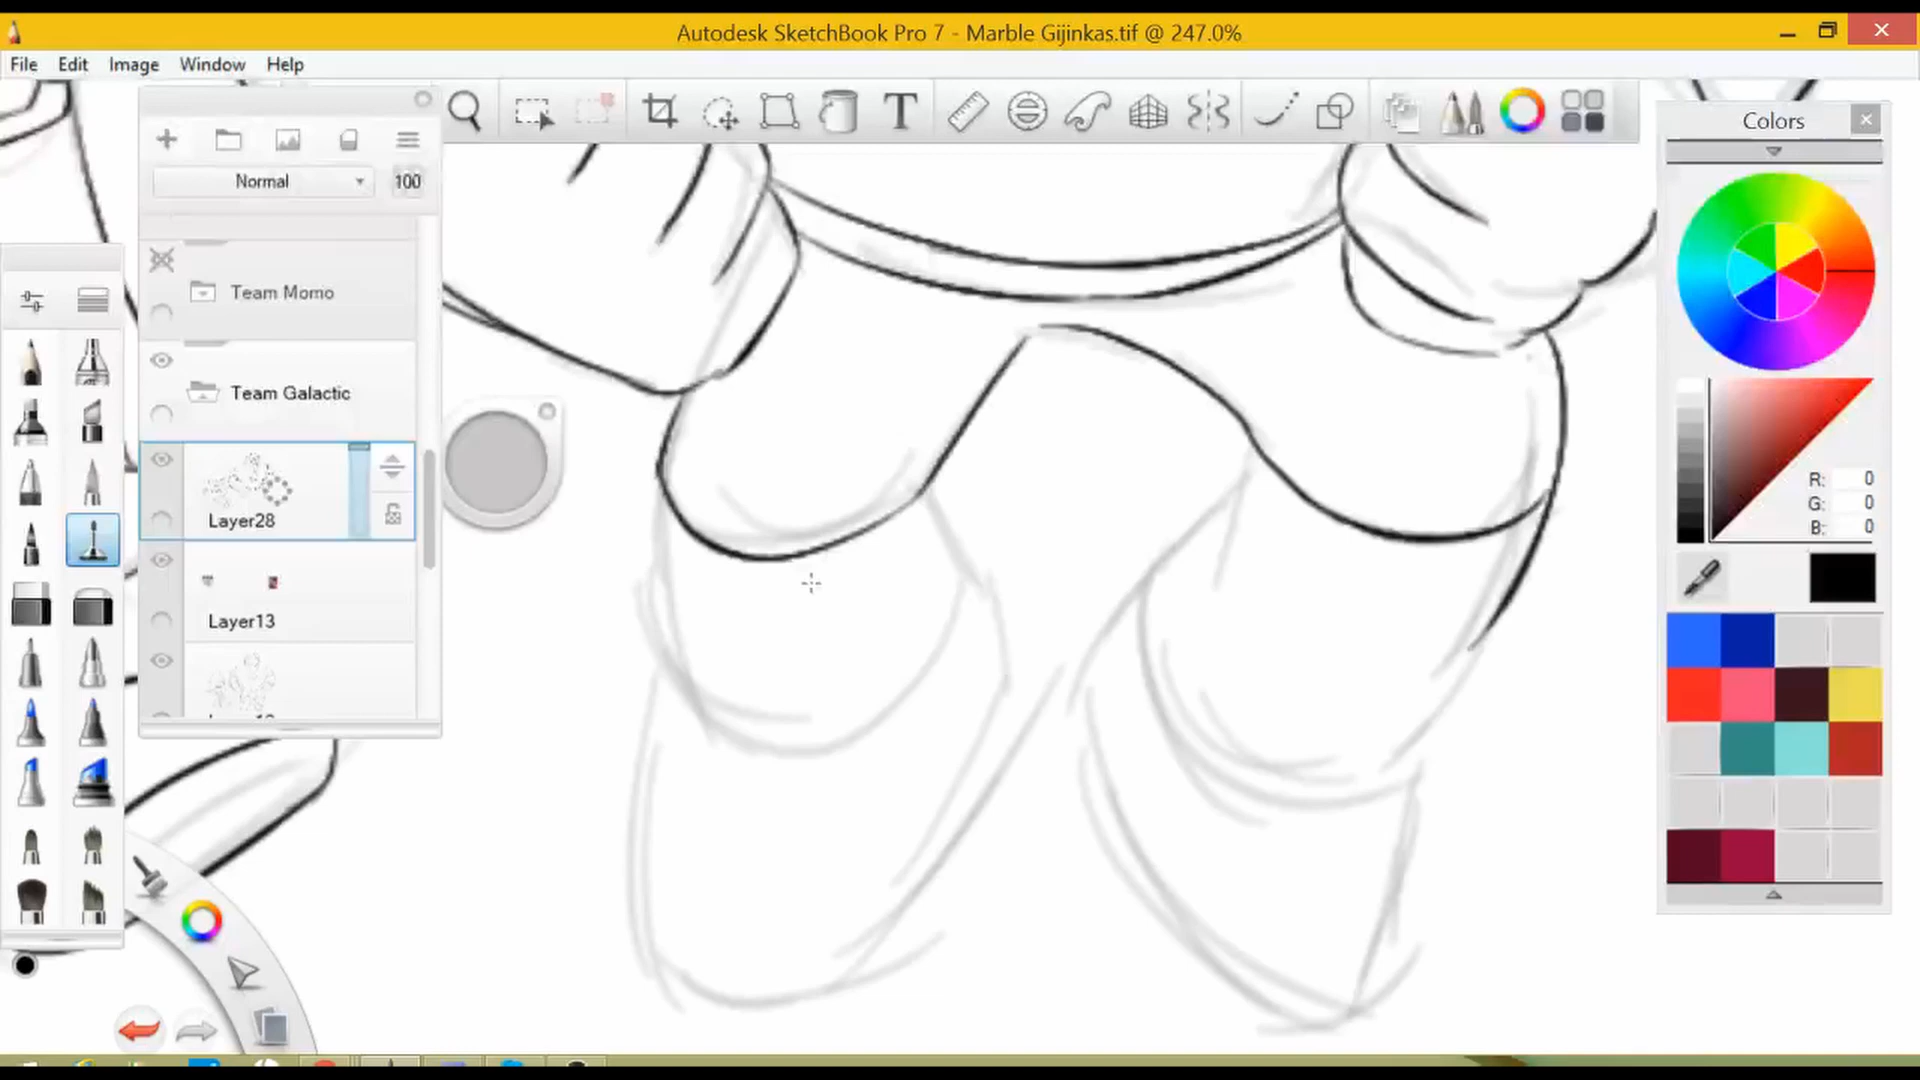 Autodesk SketchBook Pro 7 - Marble Gijinkas.tif @ 247.0%
File Edit Image Window Help
T
Colors
Normal 100
Team Momo
Team Galactic
Layer28
Layer13
R: 0
G: 0
B: 0